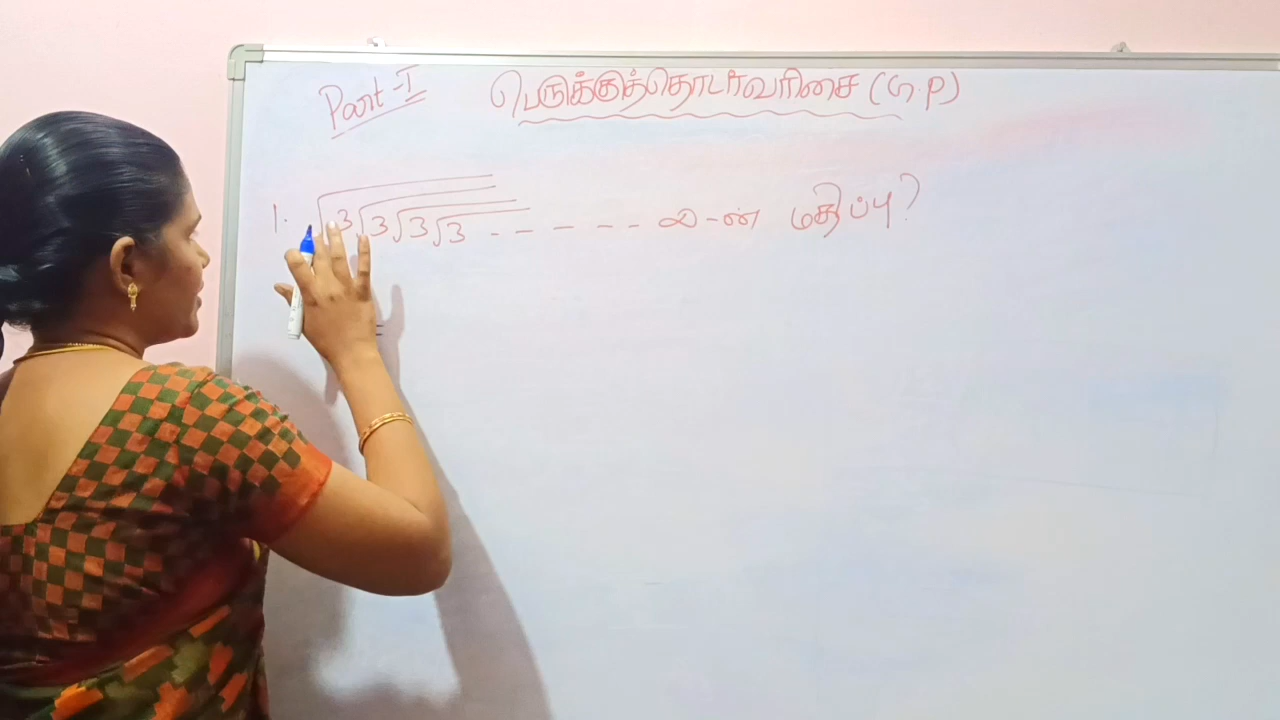 Part-I பெருக்குத்தொடர்வரிசை (G.P)
1. √3√3√3√3 - - - - - ∞-ன் மதிப்பு?